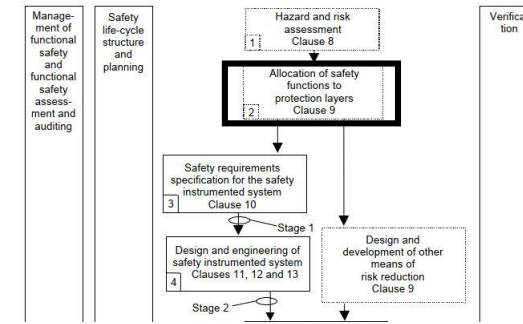 Manage-
ment of
functional
safety
and
functional
safety
assess-
ment and
auditing
Safety
life-cycle
structure
and
planning
Hazard and risk
assessment
Clause 8
1
Allocation of safety
functions to
protection layers
Clause 9
2
Safety requirements
specification for the safety
instrumented system
Clause 10
3
Stage 1
Design and engineering of
safety instrumented system
Clauses 11, 12 and 13
4
Design and
development of other
means of
risk reduction
Clause 9
Stage 2
Verifica
tion